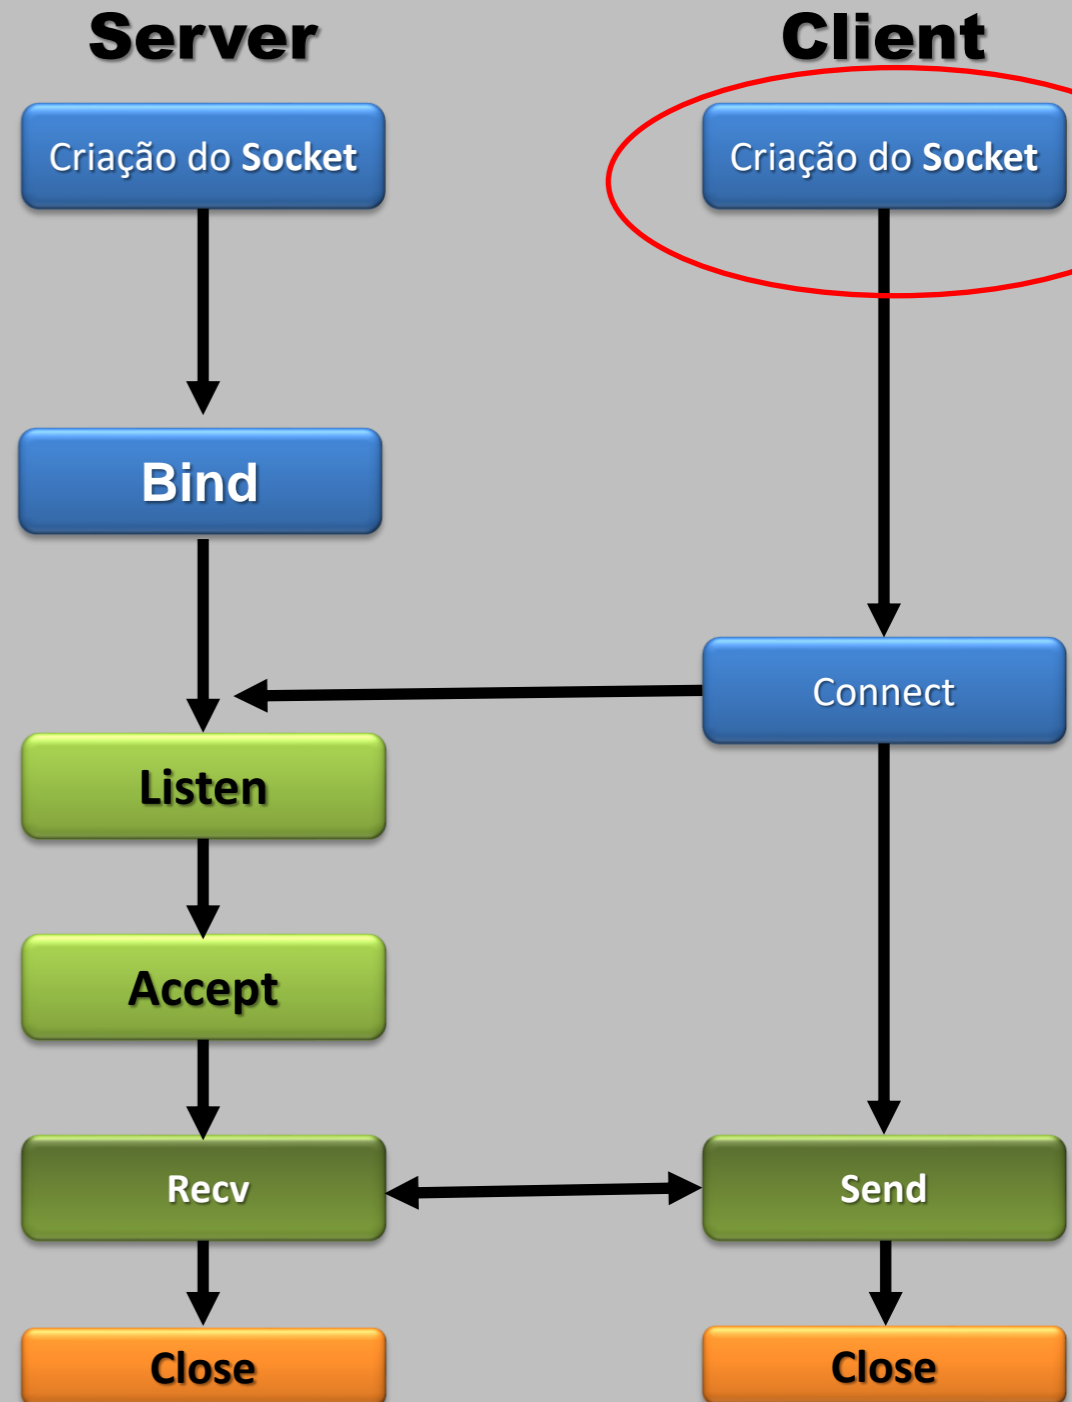 Server
Client
Criação do Socket
Criação do Socket
Bind
Connect
Listen
Accept
Recv
Send
Close
Close